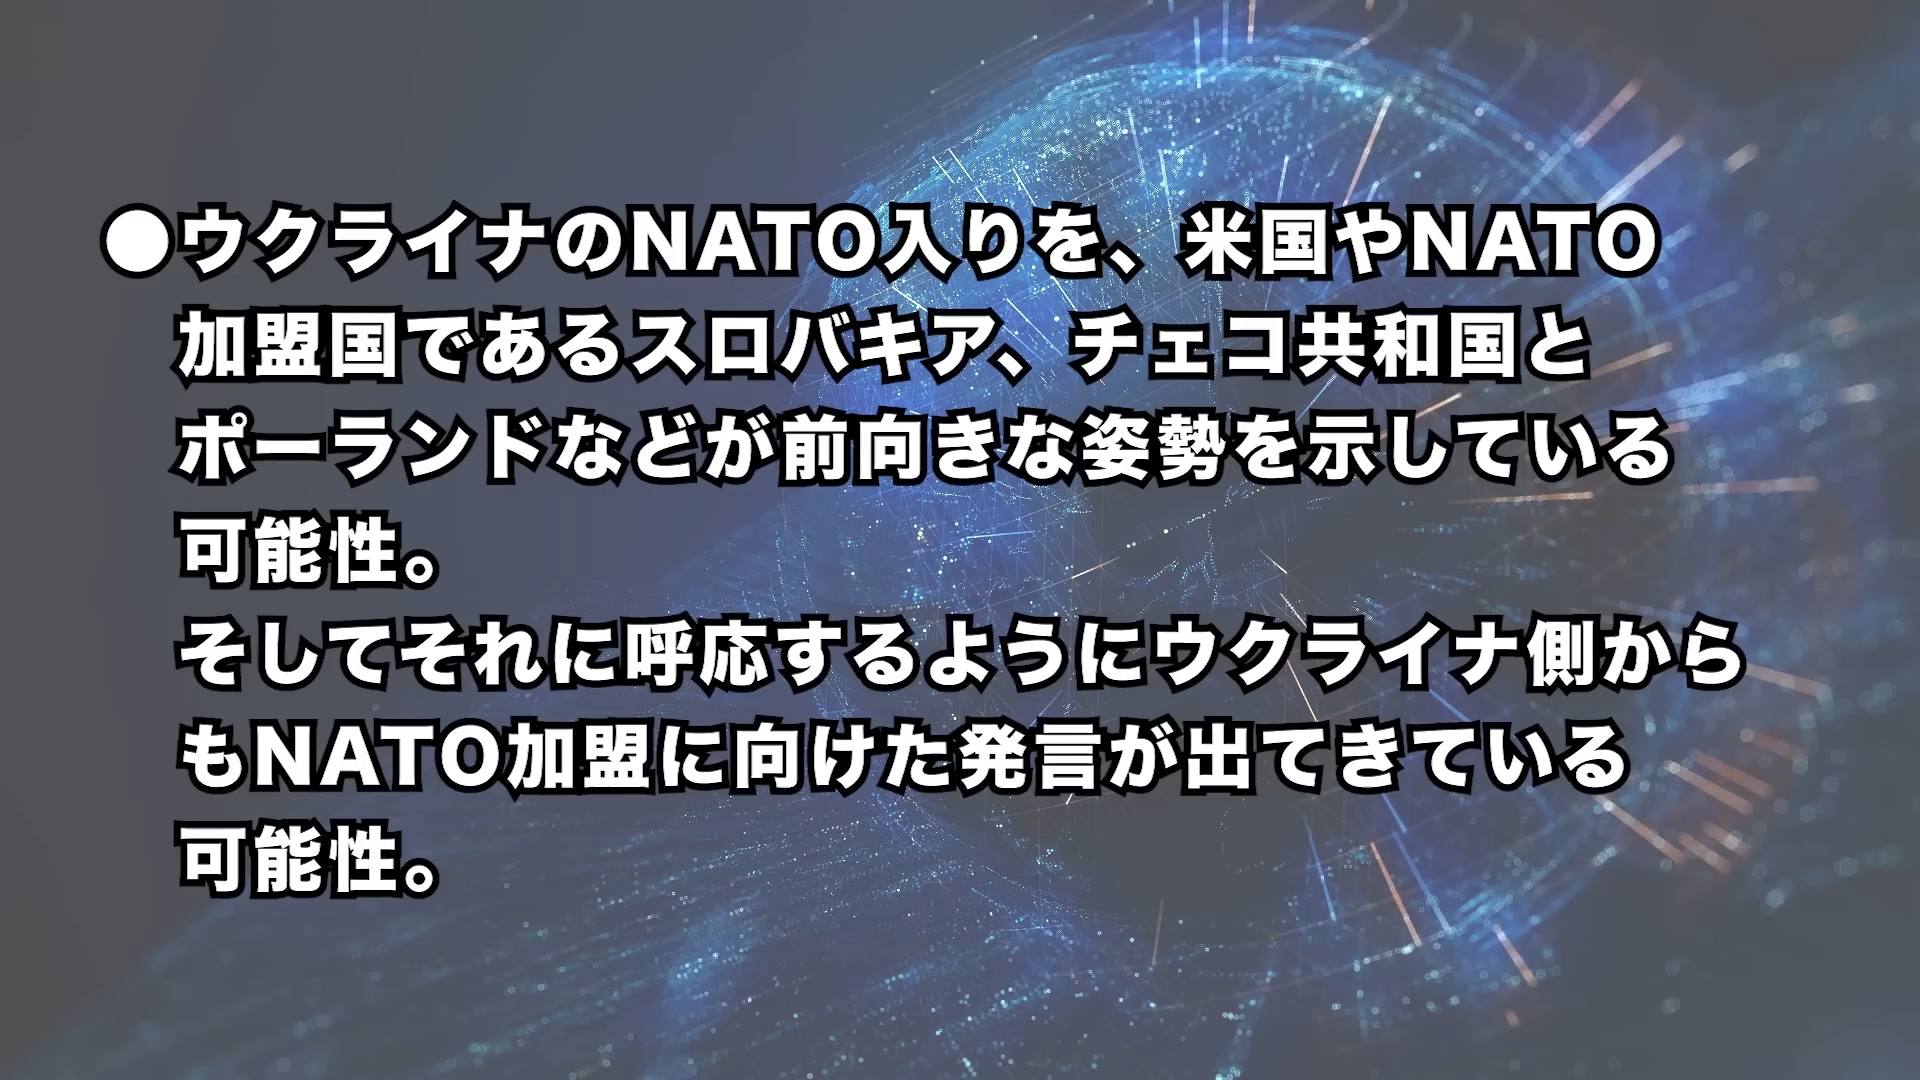 ●ウクライナのNATO入りを、米国やNATO
加盟国であるスロバキア、チェコ共和国と
ポーランドなどが前向きな姿勢を示している
可能性。
そしてそれに呼応するようにウクライナ側から
もNATO加盟に向けた発言が出てきている
可能性。